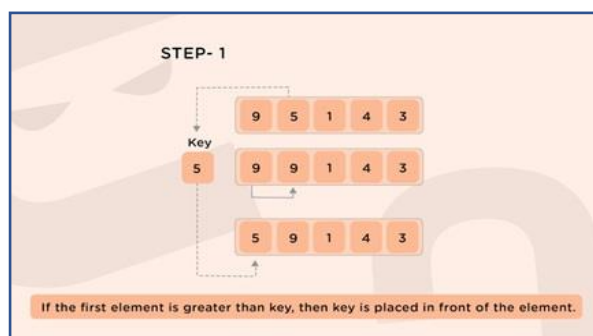 STEP- 1
9 5 1 4 3
Key
5 9 9 1 4 3
5 9 1 4 3
If the first element is greater than key, then key is placed in front of the element.